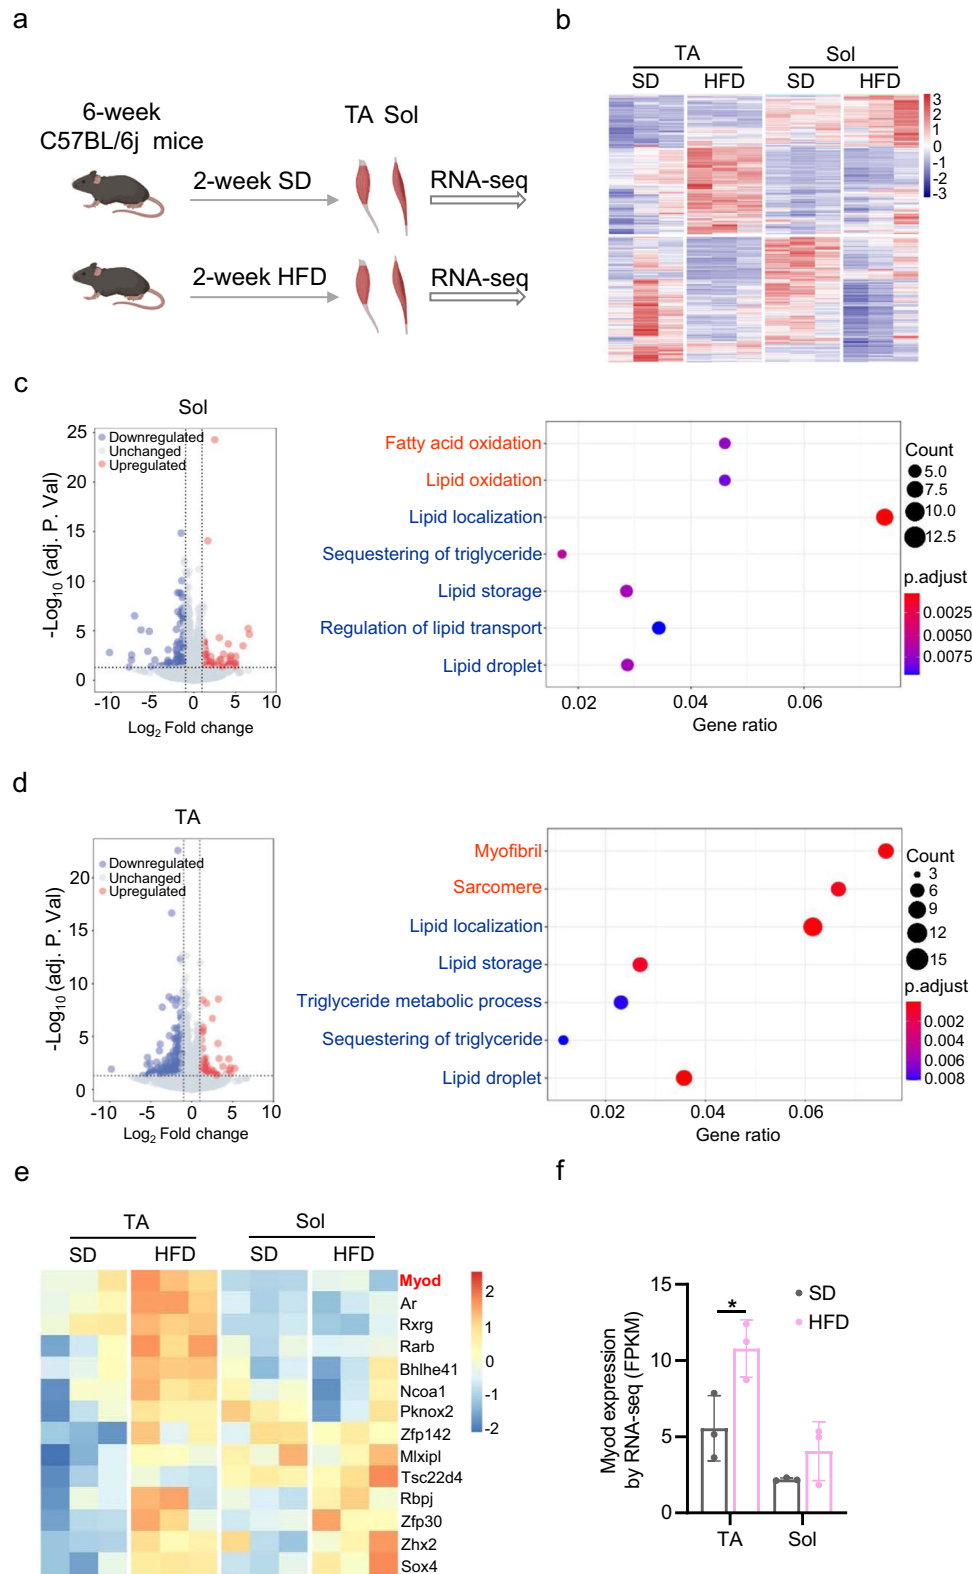 a
6-week
C57BL/6j mice
TA Sol
2-week SD
RNA-seq
2-week HFD
RNA-seq
b
TA
Sol
SD
HFD
SD
HFD
3
2
1
0
-1
-2
-3
c
Sol
Downregulated
Unchanged
Upregulated
25
20
15
10
5
0
-Log10 (adj. P. Val)
-10
-5
0
5
10
Log2 Fold change
Fatty acid oxidation
Lipid oxidation
Lipid localization
Sequestering of triglyceride
Lipid storage
Regulation of lipid transport
Lipid droplet
0.02
0.04
0.06
Gene ratio
Count
5.0
7.5
10.0
12.5
p.adjust
0.0025
0.0050
0.0075
d
TA
Downregulated
Unchanged
Upregulated
20
15
10
5
0
-Log10 (adj. P. Val)
-10
-5
0
5
10
Log2 Fold change
Myofibril
Sarcomere
Lipid localization
Lipid storage
Triglyceride metabolic process
Sequestering of triglyceride
Lipid droplet
0.02
0.04
0.06
Gene ratio
Count
3
6
9
12
15
p.adjust
0.002
0.004
0.006
0.008
e
TA
Sol
SD
HFD
SD
HFD
Myod
Ar
Rxrg
Rarb
Bhlhe41
Ncoa1
Pknox2
Zfp142
Mlxipl
Tsc22d4
Rbpj
Zfp30
Zhx2
Sox4
2
1
0
-1
-2
f
Myod expression
by RNA-seq (FPKM)
15
10
5
0
*
SD
HFD
TA
Sol